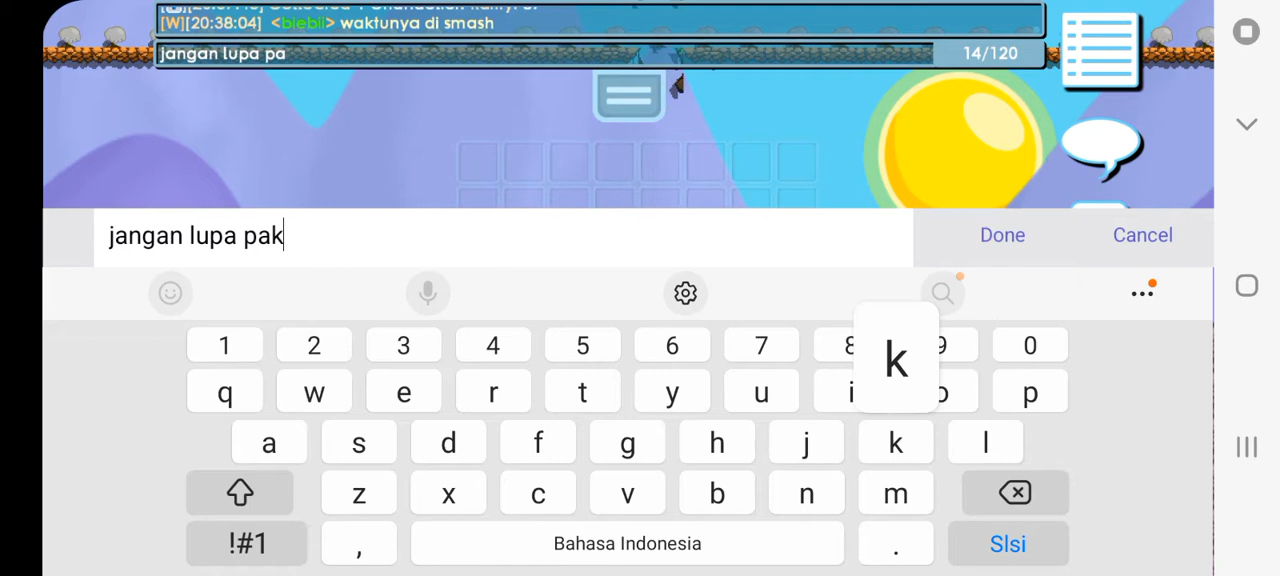 [W][20:38:04] <biebii> waktunya di smash
jangan lupa pa 14/120
jangan lupa pak Done Cancel
1 2 3 4 5 6 7 8 9 0
k
q w e r t y u i o p
a s d f g h j k l
z x c v b n m
!#1 , Bahasa Indonesia . Slsi